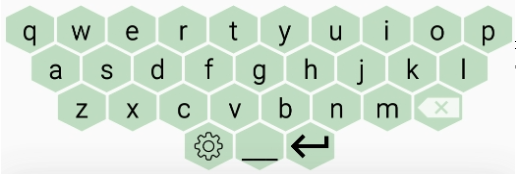 q w e r t y u i o p
a s d f g h j k l
z x c v b n m